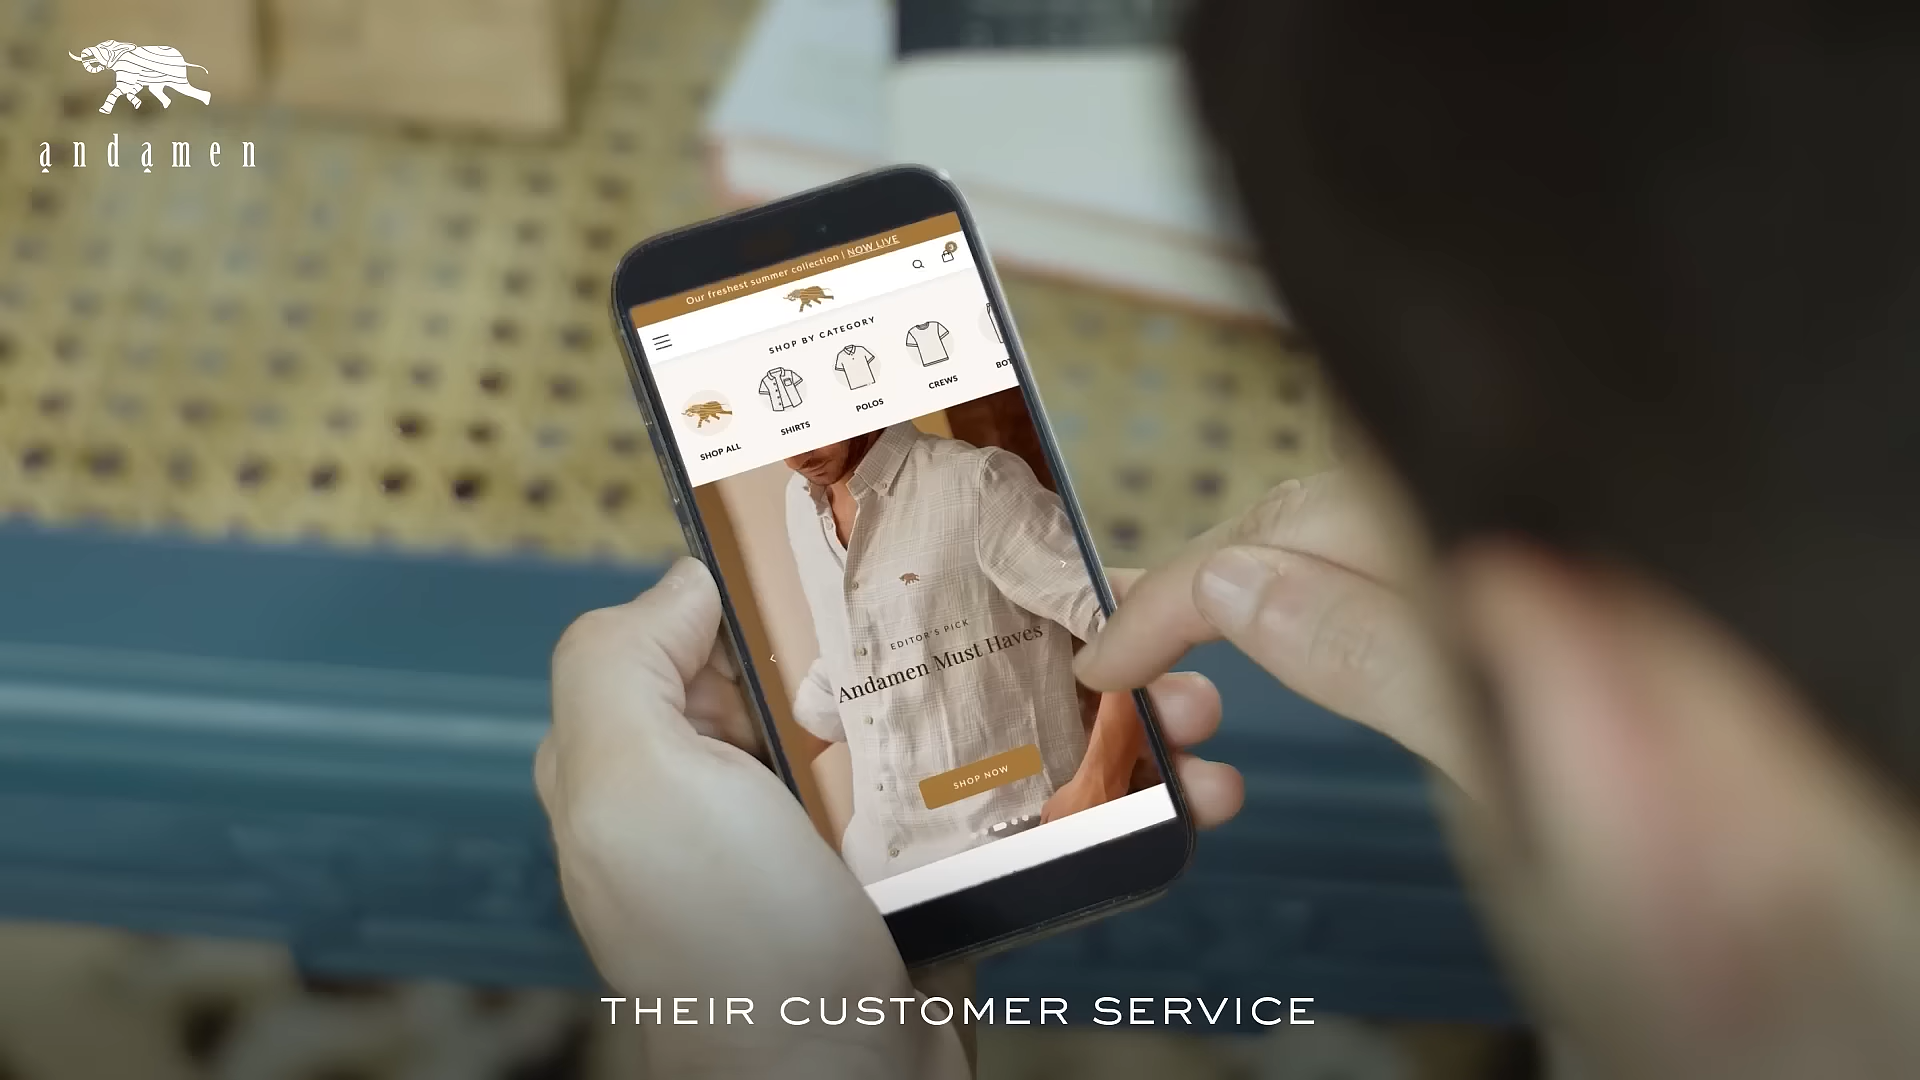 andamen
Our freshest summer collection | NOW LIVE
SHOP BY CATEGORY
SHOP ALL
SHIRTS
POLOS
CREWS
EDITOR'S PICK
Andamen Must Haves
SHOP NOW
THEIR CUSTOMER SERVICE